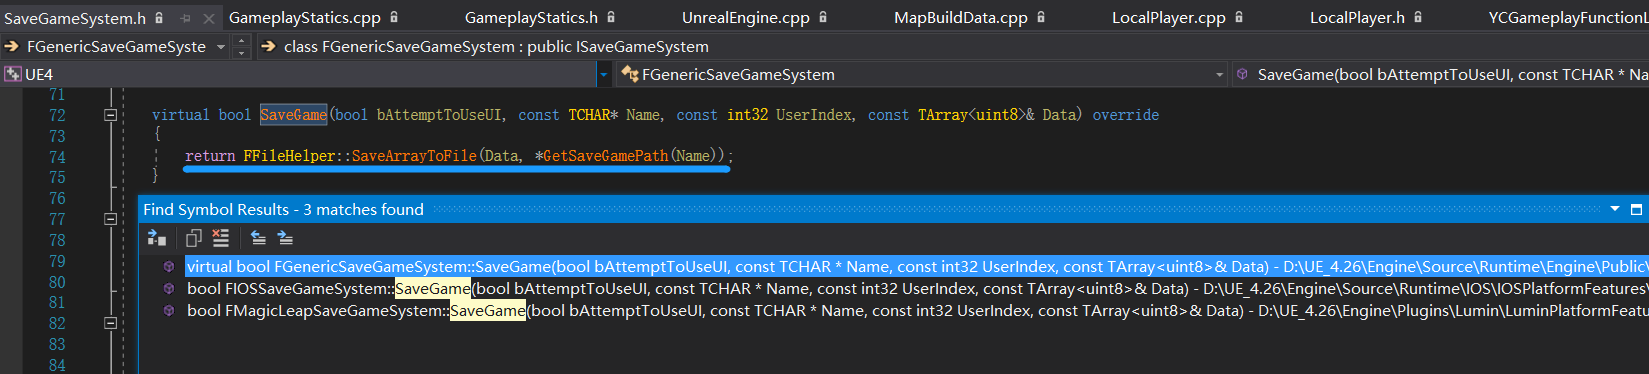 SaveGameSystem.h GameplayStatics.cpp GameplayStatics.h UnrealEngine.cpp MapBuildData.cpp LocalPlayer.cpp LocalPlayer.h YCGameplayFunctionL
FGenericSaveGameSyste class FGenericSaveGameSystem : public ISaveGameSystem
UE4 FGenericSaveGameSystem SaveGame(bool bAttemptToUseUI, const TCHAR * Na
71
72 virtual bool SaveGame(bool bAttemptToUseUI, const TCHAR* Name, const int32 UserIndex, const TArray<uint8>& Data) override
73 {
74 return FFileHelper::SaveArrayToFile(Data, *GetSaveGamePath(Name));
75 }
76
77
78
79
80
81
82
83
84
Find Symbol Results - 3 matches found
virtual bool FGenericSaveGameSystem::SaveGame(bool bAttemptToUseUI, const TCHAR * Name, const int32 UserIndex, const TArray<uint8>& Data) - D:\UE_4.26\Engine\Source\Runtime\Engine\Public\
bool FIOSSaveGameSystem::SaveGame(bool bAttemptToUseUI, const TCHAR * Name, const int32 UserIndex, const TArray<uint8>& Data) - D:\UE_4.26\Engine\Source\Runtime\IOS\IOSPlatformFeatures\
bool FMagicLeapSaveGameSystem::SaveGame(bool bAttemptToUseUI, const TCHAR * Name, const int32 UserIndex, const TArray<uint8>& Data) - D:\UE_4.26\Engine\Plugins\Lumin\LuminPlatformFeatu